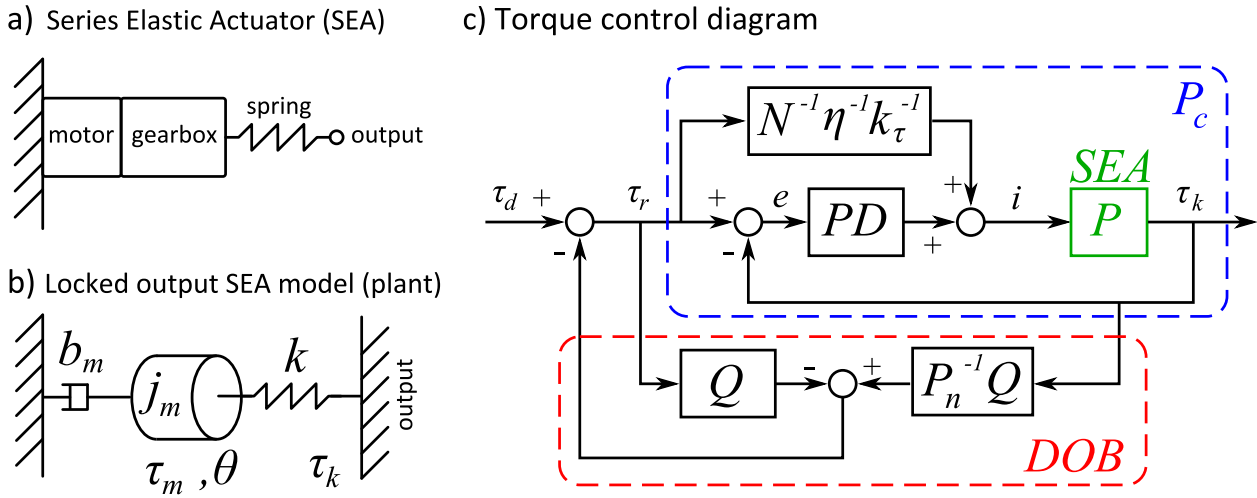 a) Series Elastic Actuator (SEA)
motor
gearbox
spring
output
b) Locked output SEA model (plant)
b_m
j_m
k
τ_m , θ
τ_k
output
c) Torque control diagram
P_c
N^-1 η^-1 k_τ^-1
SEA
τ_d
+
τ_r
+
e
PD
+
+
i
P
τ_k
-
-
Q
-
+
P_n^-1 Q
DOB